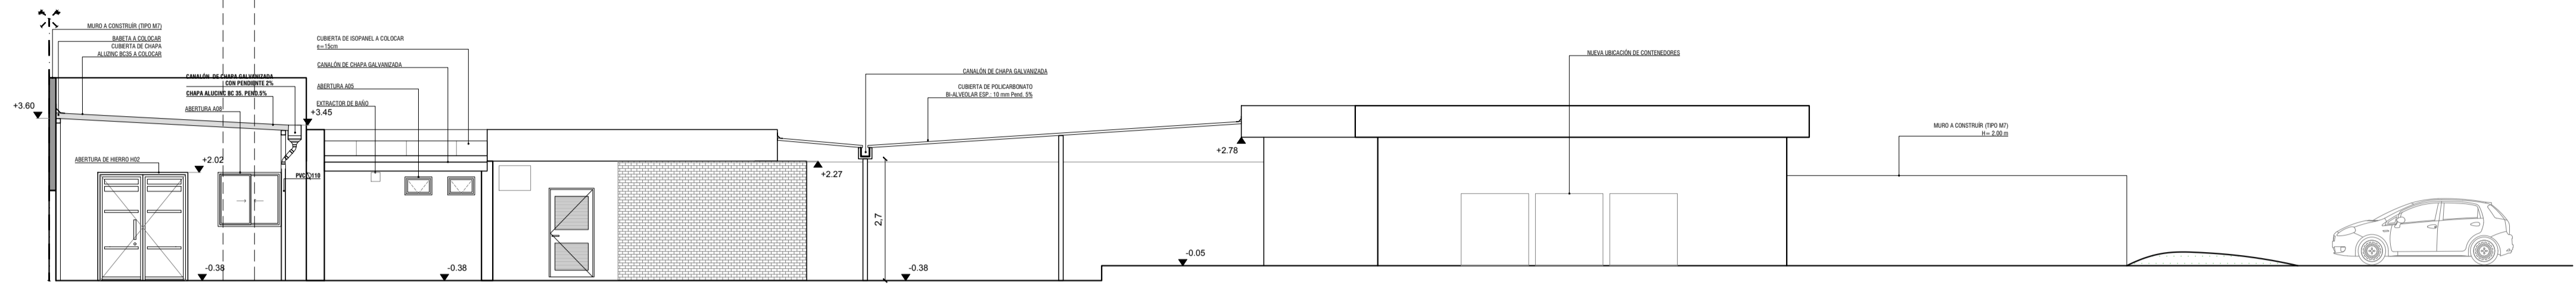 MURO A CONSTRUÍR (TIPO M7)
BABETA A COLOCAR
CUBIERTA DE CHAPA
ALUZINC BC35 A COLOCAR
CANALÓN DE CHAPA GALVANIZADA
CON PENDIENTE 2%
CHAPA ALUCINC BC 35. PEND.5%
ABERTURA A08
+3.60
+3.45
ABERTURA DE HIERRO H02
+2.02
PVC 110
-0.38
CUBIERTA DE ISOPANEL A COLOCAR
e=15cm
CANALÓN DE CHAPA GALVANIZADA
ABERTURA A05
EXTRACTOR DE BAÑO
-0.38
+2.27
2,7
-0.38
CANALÓN DE CHAPA GALVANIZADA
CUBIERTA DE POLICARBONATO
BI-ALVEOLAR ESP.: 10 mm Pend. 5%
+2.78
-0.05
NUEVA UBICACIÓN DE CONTENEDORES
MURO A CONSTRUÍR (TIPO M7)
H= 2.00 m